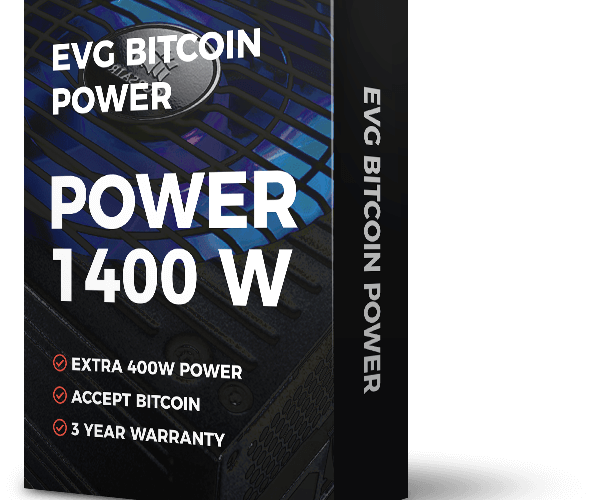 EVG BITCOIN
POWER
POWER
1400 W
EXTRA 400W POWER
ACCEPT BITCOIN
3 YEAR WARRANTY
EVG BITCOIN POWER